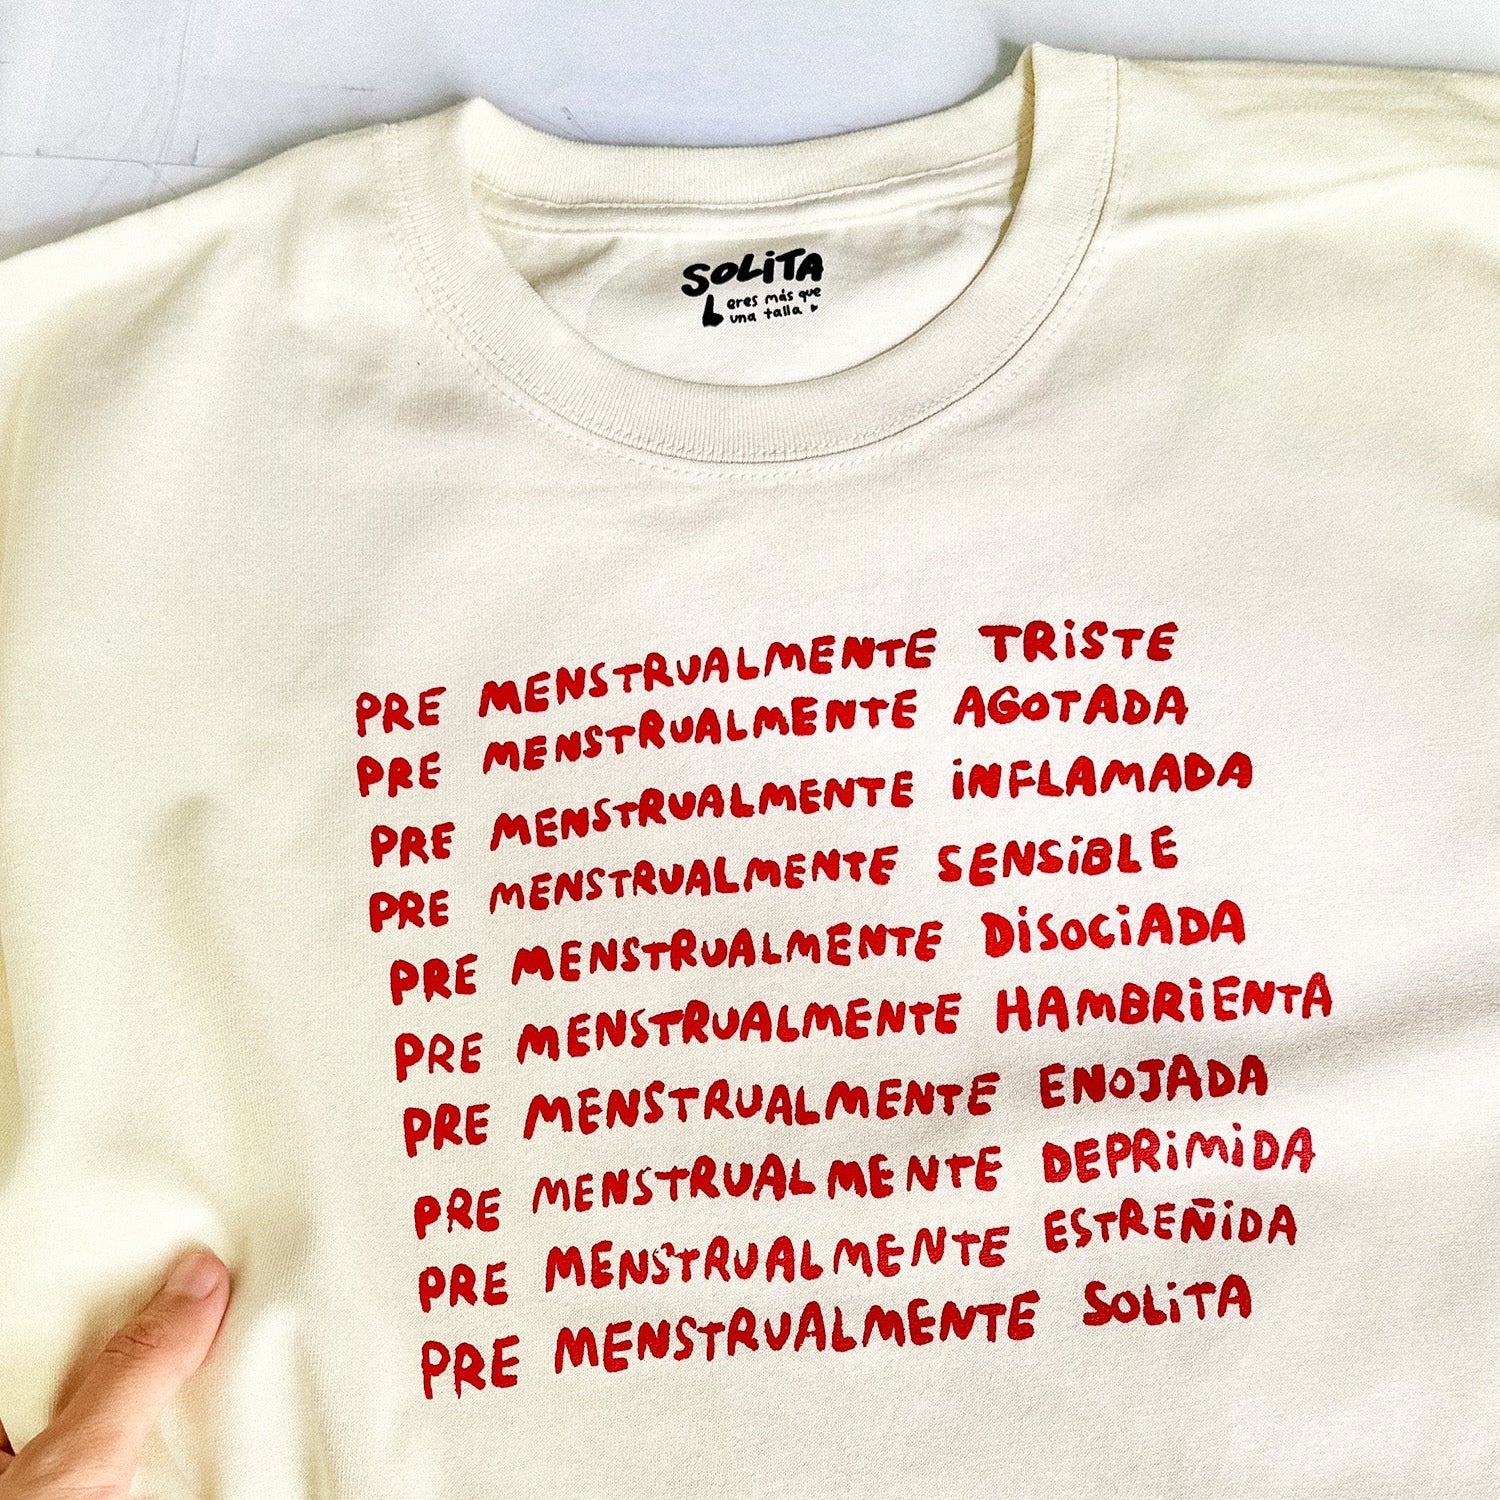 SOLiTA
L eres más que
una talla
PRE MENSTRUALMENTE TRiSTE
PRE MENSTRUALMENTE AGOTADA
PRE MENSTRUALMENTE iNFLAMADA
PRE MENSTRUALMENTE SENSiBLE
PRE MENSTRUALMENTE DiSOCiADA
PRE MENSTRUALMENTE HAMBRiENTA
PRE MENSTRUALMENTE ENOJADA
PRE MENSTRUALMENTE DEPRiMiDA
PRE MENSTRUALMENTE ESTREÑiDA
PRE MENSTRUALMENTE SOLiTA